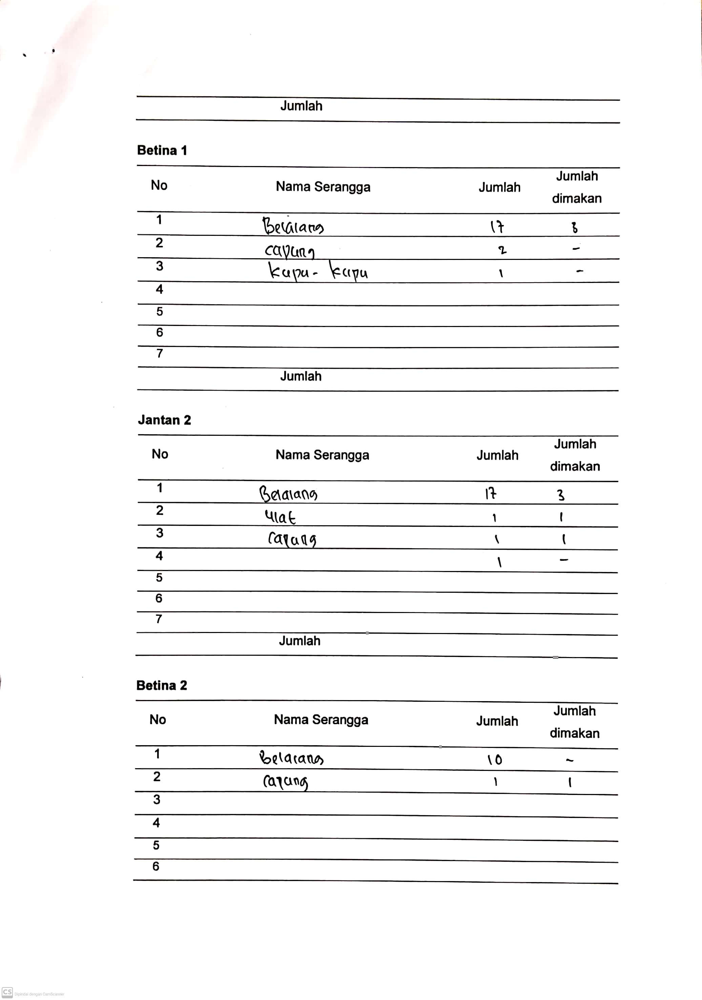 Jumlah
Betina 1
No Nama Serangga Jumlah Jumlah dimakan
1 Belalang 17
2 capung 2 -
3 kupu-kupu 1 -
4
5
6
7
Jumlah
Jantan 2
No Nama Serangga Jumlah Jumlah dimakan
1 Belalang 17 3
2 ulat 1 1
3 capung 1 1
4 1 -
5
6
7
Jumlah
Betina 2
No Nama Serangga Jumlah Jumlah dimakan
1 Belalang 10 -
2 capung 1 1
3
4
5
6
CS Dipindai dengan CamScanner